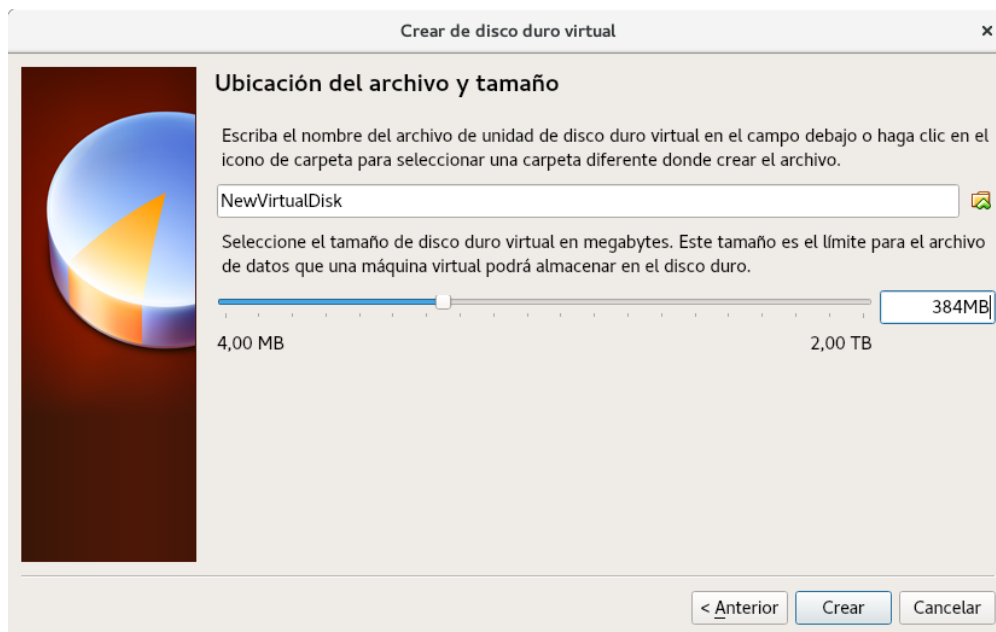 Crear de disco duro virtual
Ubicación del archivo y tamaño
Escriba el nombre del archivo de unidad de disco duro virtual en el campo debajo o haga clic en el
icono de carpeta para seleccionar una carpeta diferente donde crear el archivo.
NewVirtualDisk
Seleccione el tamaño de disco duro virtual en megabytes. Este tamaño es el límite para el archivo
de datos que una máquina virtual podrá almacenar en el disco duro.
384MB
4,00 MB 2,00 TB
< Anterior Crear Cancelar